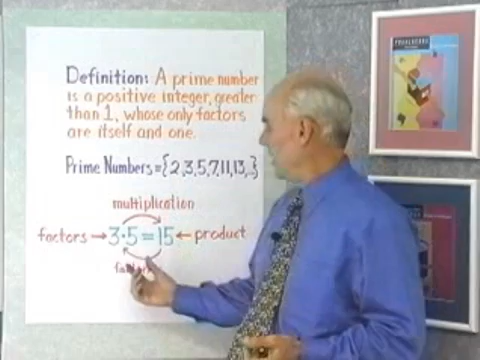 Definition: A prime number
is a positive integer, greater
than 1, whose only factors
are itself and one.
Prime Numbers = {2,3,5,7,11,13,...}
multiplication
factors → 3·5 = 15 ← product